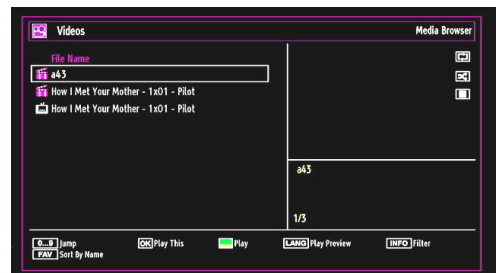 Videos
Media Browser
File Name
a43
How I Met Your Mother - 1x01 - Pilot
How I Met Your Mother - 1x01 - Pilot
a43
1/3
0...9 Jump OK Play This Play LANG Play Preview INFO Filter
FAV Sort By Name